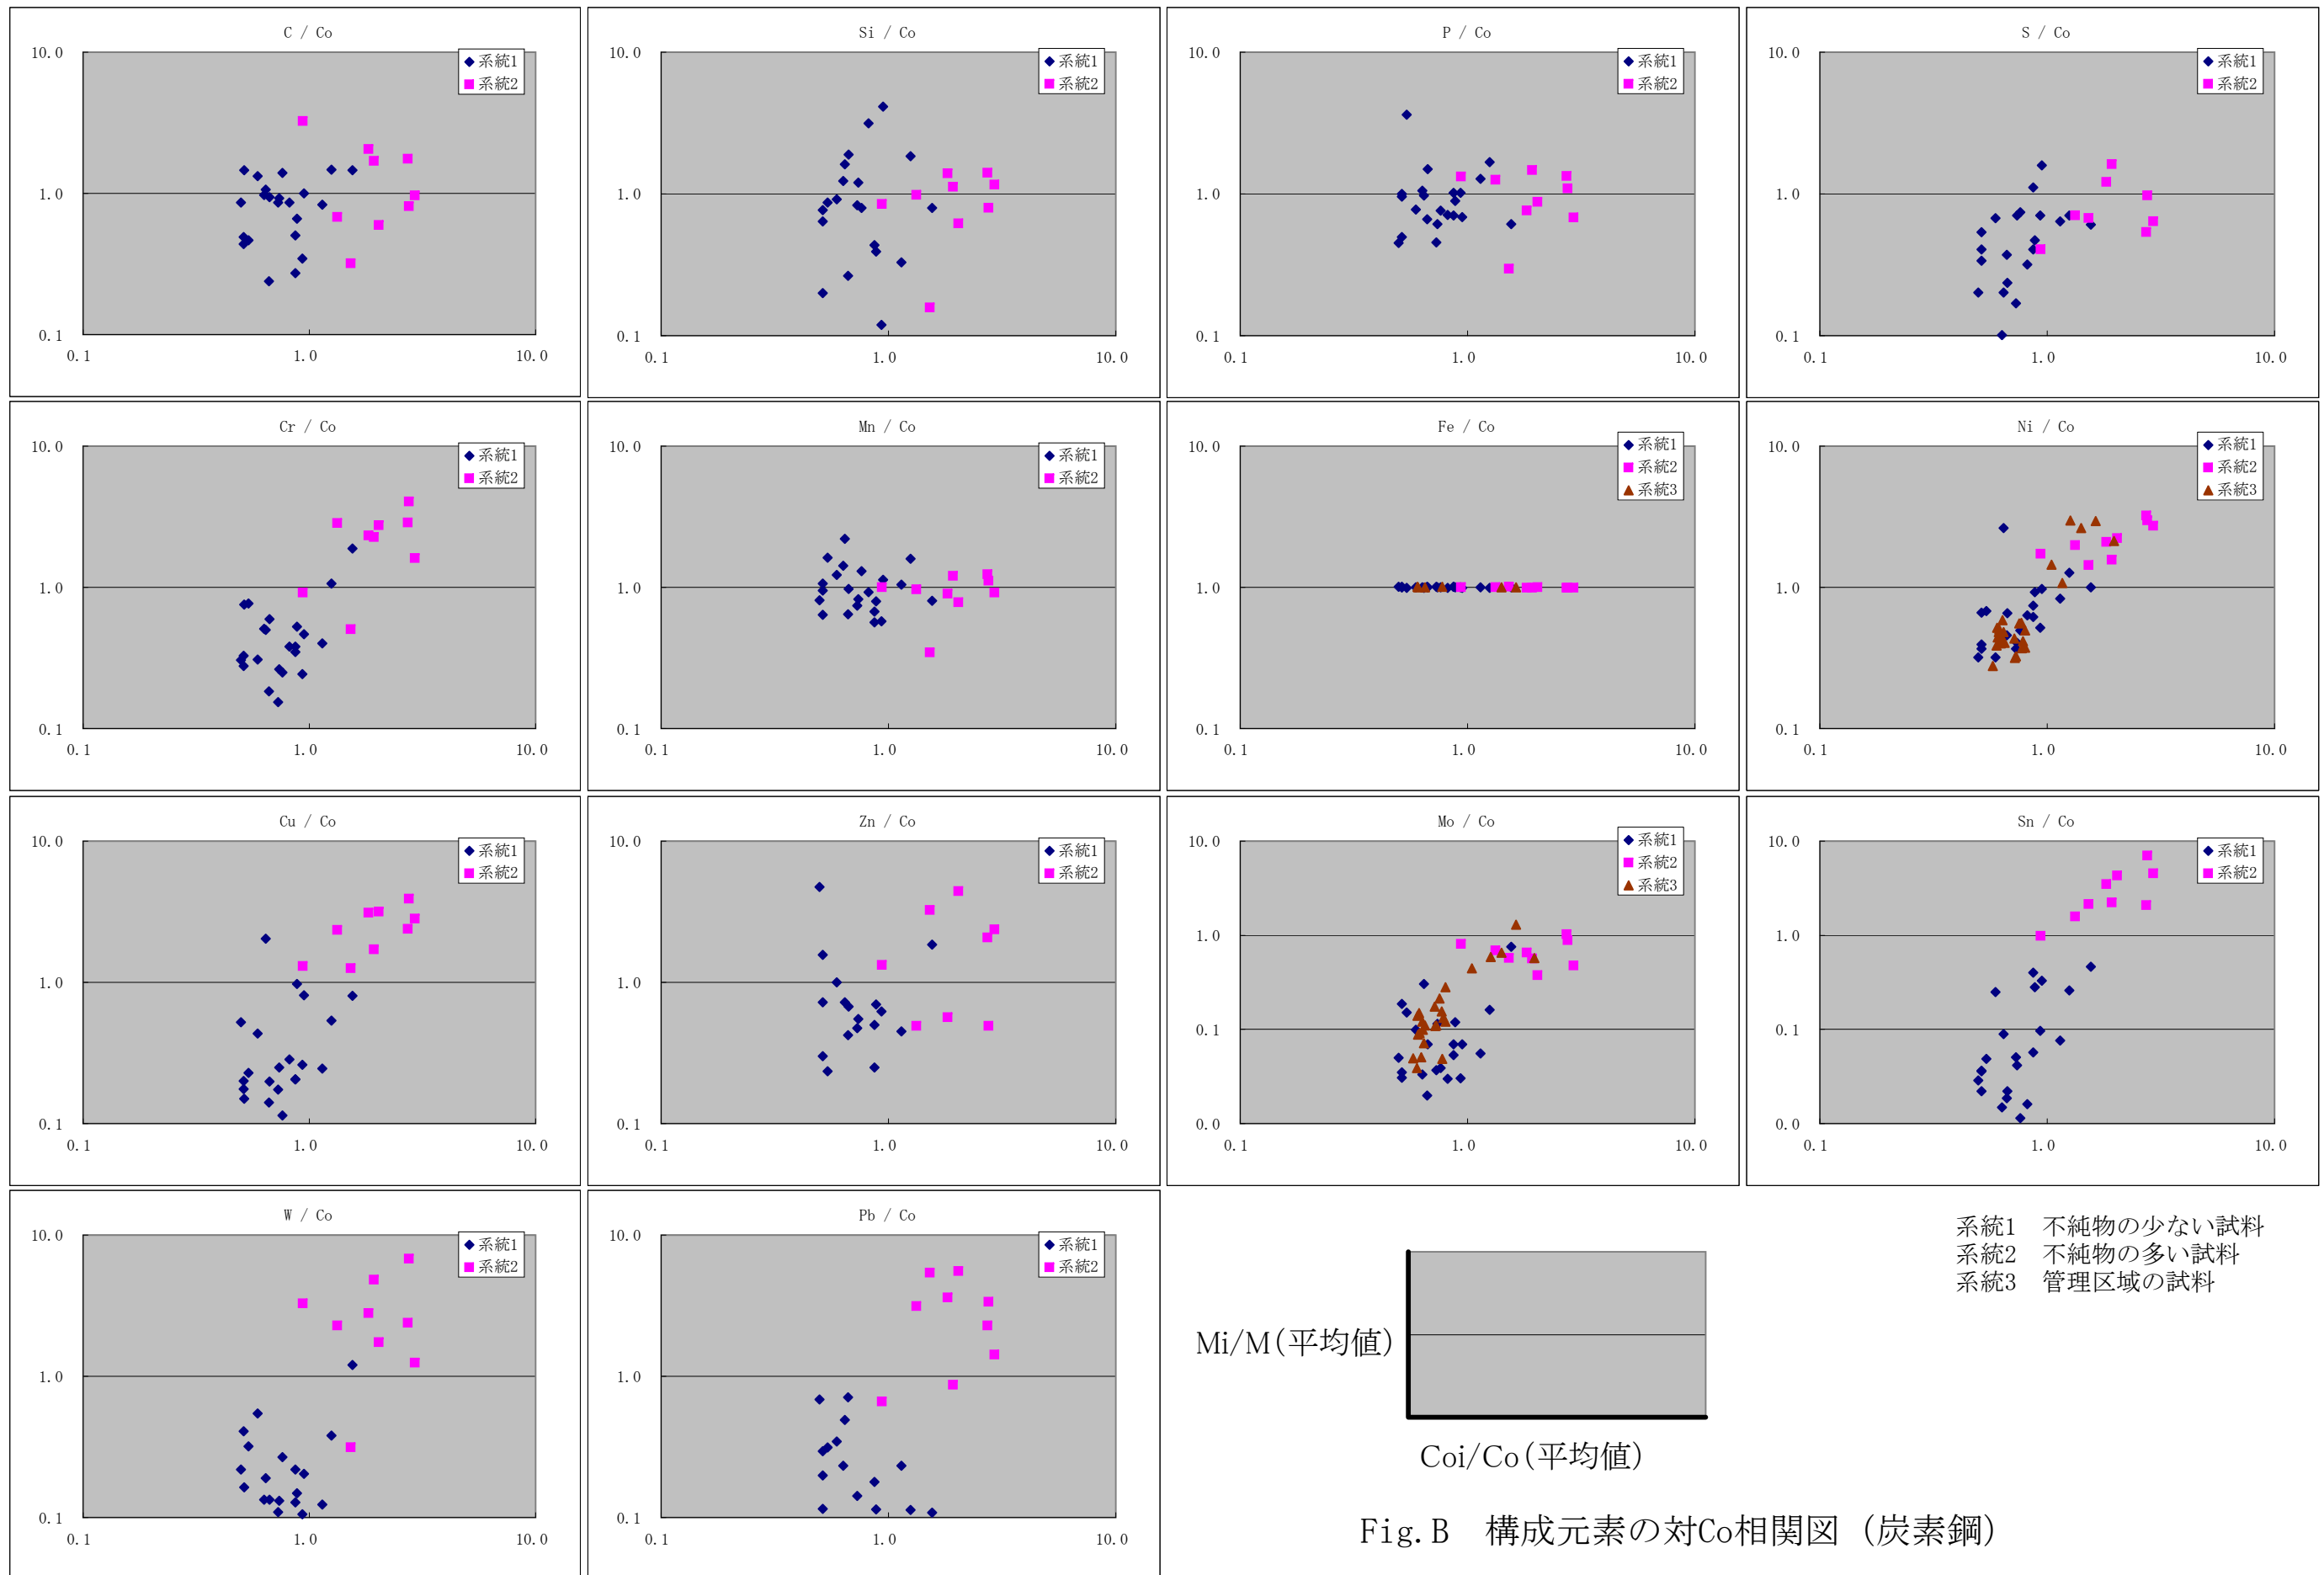 C / Co
10.0
1.0
0.1
0.1
1.0
10.0
系統1
系統2
Si / Co
10.0
1.0
0.1
0.1
1.0
10.0
系統1
系統2
P / Co
10.0
1.0
0.1
0.1
1.0
10.0
系統1
系統2
S / Co
10.0
1.0
0.1
0.1
1.0
10.0
系統1
系統2
Cr / Co
10.0
1.0
0.1
0.1
1.0
10.0
系統1
系統2
Mn / Co
10.0
1.0
0.1
0.1
1.0
10.0
系統1
系統2
Fe / Co
10.0
1.0
0.1
0.1
1.0
10.0
系統1
系統2
系統3
Ni / Co
10.0
1.0
0.1
0.1
1.0
10.0
系統1
系統2
系統3
Cu / Co
10.0
1.0
0.1
0.1
1.0
10.0
系統1
系統2
Zn / Co
10.0
1.0
0.1
0.1
1.0
10.0
系統1
系統2
Mo / Co
10.0
1.0
0.1
0.0
0.1
1.0
10.0
系統1
系統2
系統3
Sn / Co
10.0
1.0
0.1
0.0
0.1
1.0
10.0
系統1
系統2
W / Co
10.0
1.0
0.1
0.1
1.0
10.0
系統1
系統2
Pb / Co
10.0
1.0
0.1
0.1
1.0
10.0
系統1
系統2
Mi/M(平均値)
Coi/Co(平均値)
系統1 不純物の少ない試料
系統2 不純物の多い試料
系統3 管理区域の試料
Fig.B 構成元素の対Co相関図 (炭素鋼)